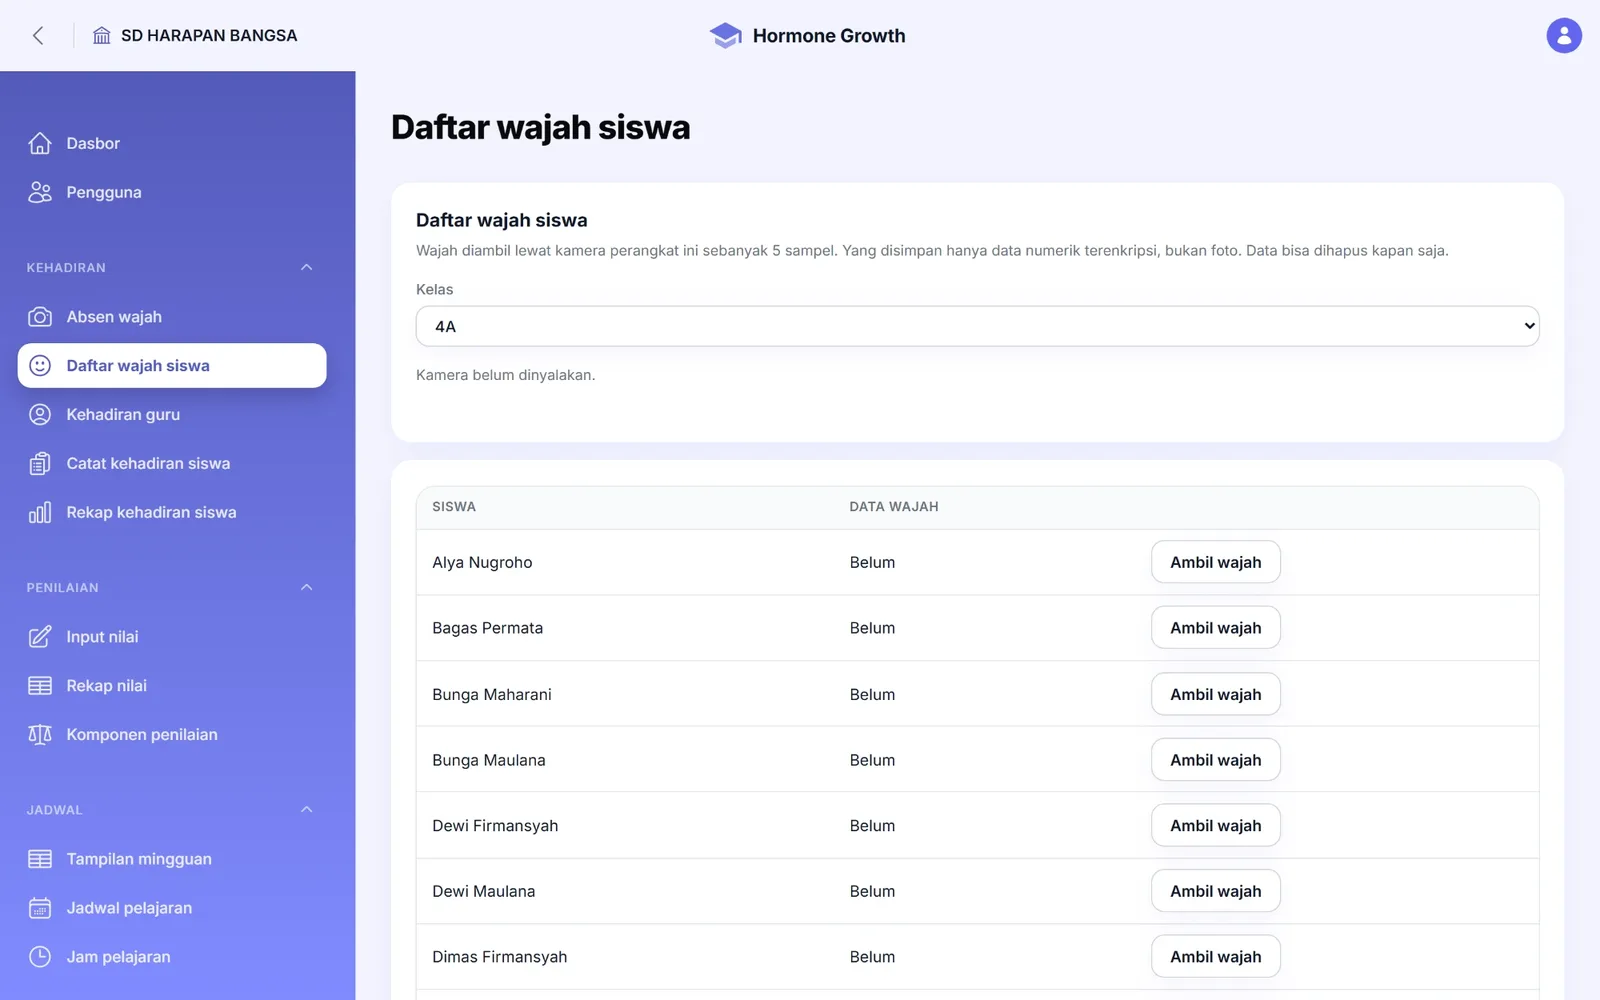 SD HARAPAN BANGSA
Hormone Growth
Dasbor
Pengguna
KEHADIRAN
Absen wajah
Daftar wajah siswa
Kehadiran guru
Catat kehadiran siswa
Rekap kehadiran siswa
PENILAIAN
Input nilai
Rekap nilai
Komponen penilaian
JADWAL
Tampilan mingguan
Jadwal pelajaran
Jam pelajaran
Daftar wajah siswa
Daftar wajah siswa
Wajah diambil lewat kamera perangkat ini sebanyak 5 sampel. Yang disimpan hanya data numerik terenkripsi, bukan foto. Data bisa dihapus kapan saja.
Kelas
4A
Kamera belum dinyalakan.
SISWA DATA WAJAH
Alya Nugroho Belum Ambil wajah
Bagas Permata Belum Ambil wajah
Bunga Maharani Belum Ambil wajah
Bunga Maulana Belum Ambil wajah
Dewi Firmansyah Belum Ambil wajah
Dewi Maulana Belum Ambil wajah
Dimas Firmansyah Belum Ambil wajah